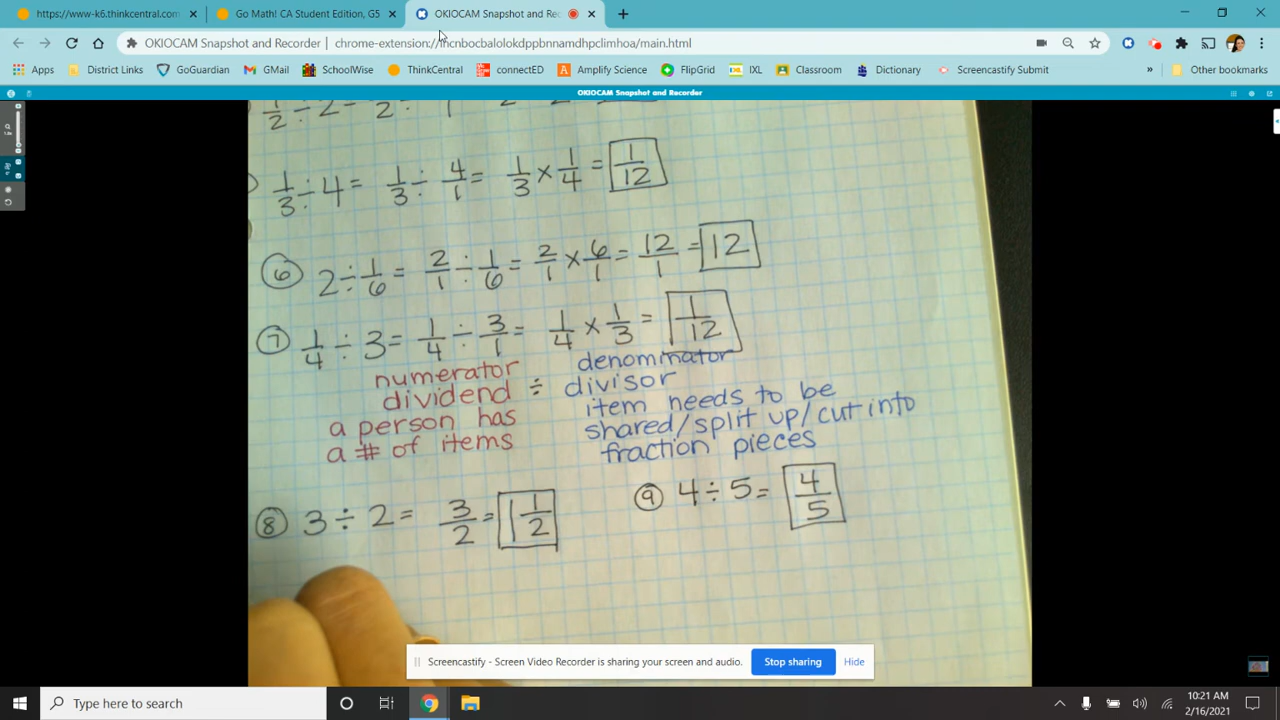 https://www-k6.thinkcentral.com
Go Math! CA Student Edition, G5
OKIOCAM Snapshot and Rec
OKIOCAM Snapshot and Recorder
Apps
District Links
GoGuardian
GMail
SchoolWise
ThinkCentral
connectED
Amplify Science
FlipGrid
IXL
Classroom
Dictionary
Screencastify Submit
Other bookmarks
OKIOCAM Snapshot and Recorder
1/3 ÷ 4 = 1/3 ÷ 4/1 = 1/3 × 1/4 = 1/12
6 2 ÷ 1/6 = 2/1 ÷ 1/6 = 2/1 × 6/1 = 12/1 = 12
7 1/4 ÷ 3 = 1/4 ÷ 3/1 = 1/4 × 1/3 = 1/12
numerator
dividend
a person has
a # of items
÷
denominator
divisor
item needs to be
shared/split up/cut into
fraction pieces
8 3 ÷ 2 = 3/2 = 1 1/2
9 4 ÷ 5 = 4/5
Screencastify - Screen Video Recorder is sharing your screen and audio.
Stop sharing
Hide
Type here to search
10:21 AM
2/16/2021